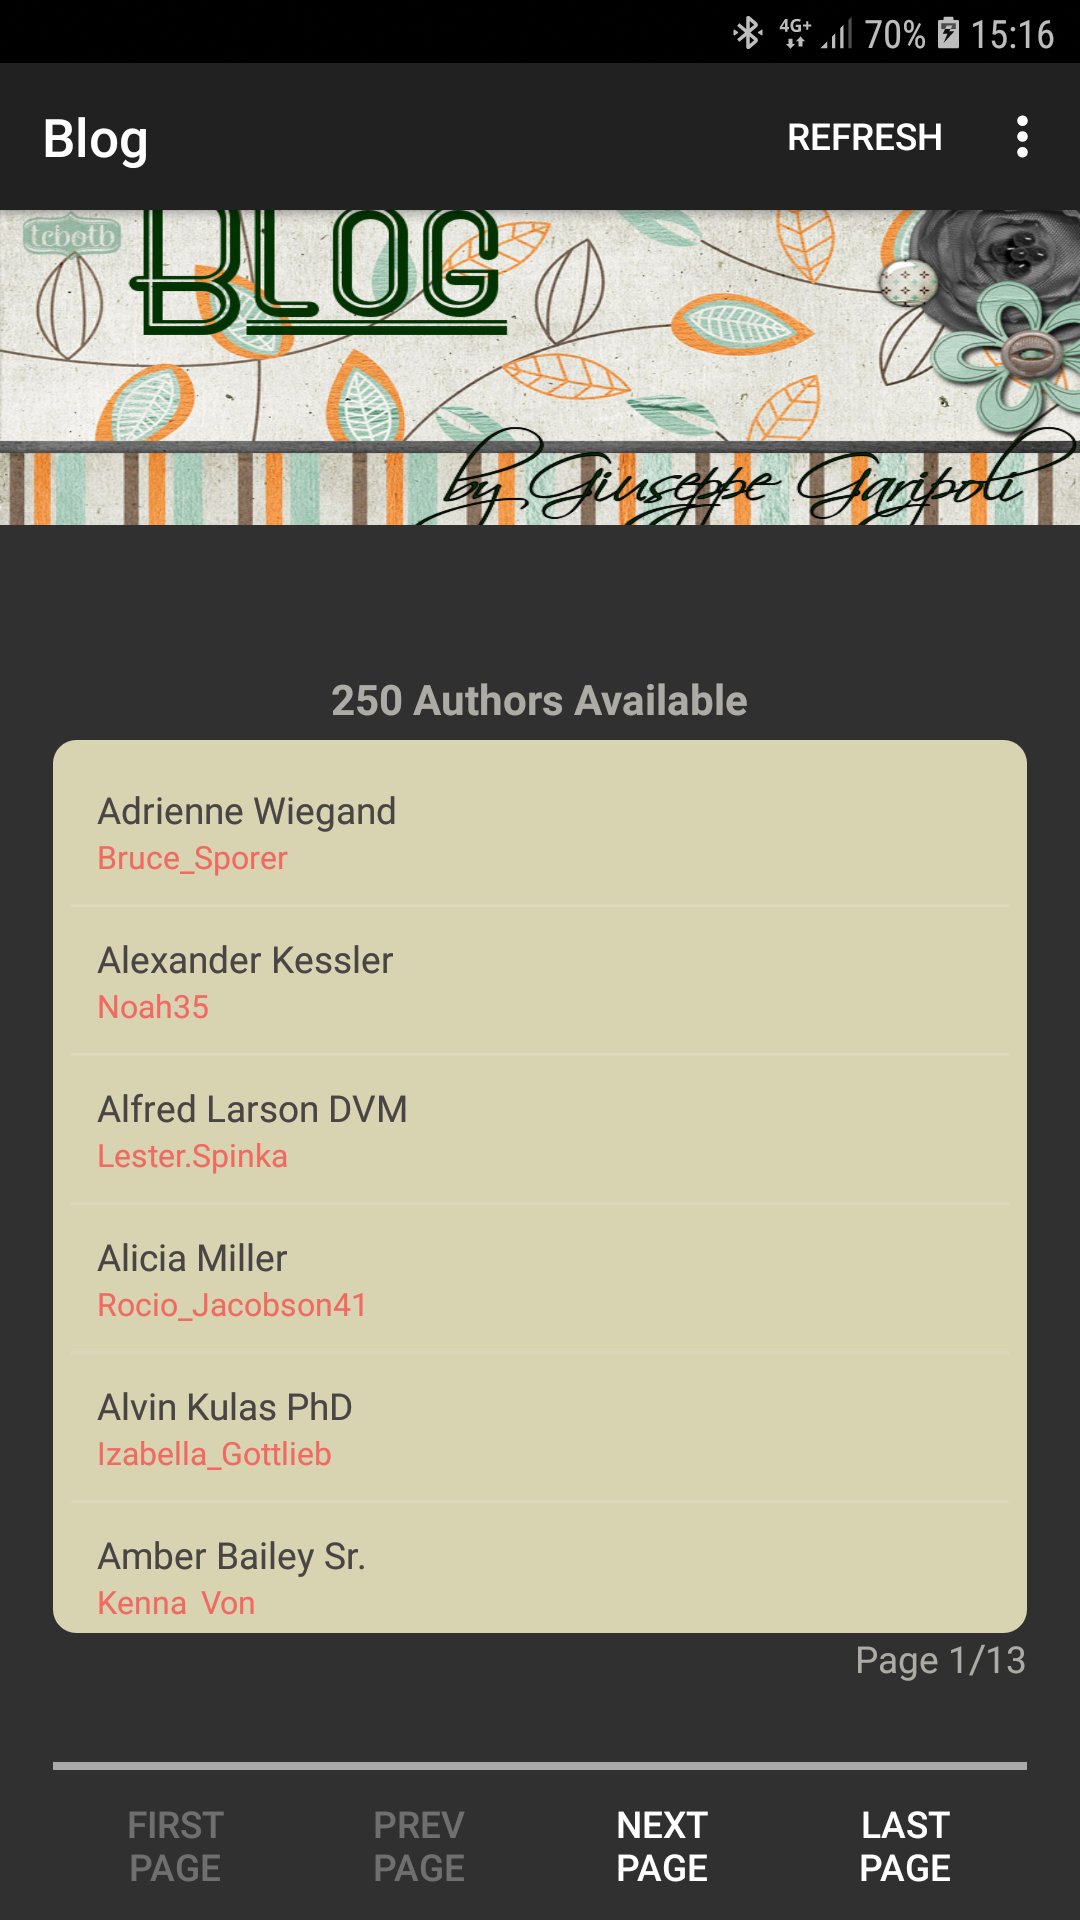 4G+ 70% 15:16
Blog
REFRESH
tcbotb
BLOG
by Giuseppe Garipoli
250 Authors Available
Adrienne Wiegand
Bruce_Sporer
Alexander Kessler
Noah35
Alfred Larson DVM
Lester.Spinka
Alicia Miller
Rocio_Jacobson41
Alvin Kulas PhD
Izabella_Gottlieb
Amber Bailey Sr.
Kenna Von
Page 1/13
FIRST PAGE
PREV PAGE
NEXT PAGE
LAST PAGE